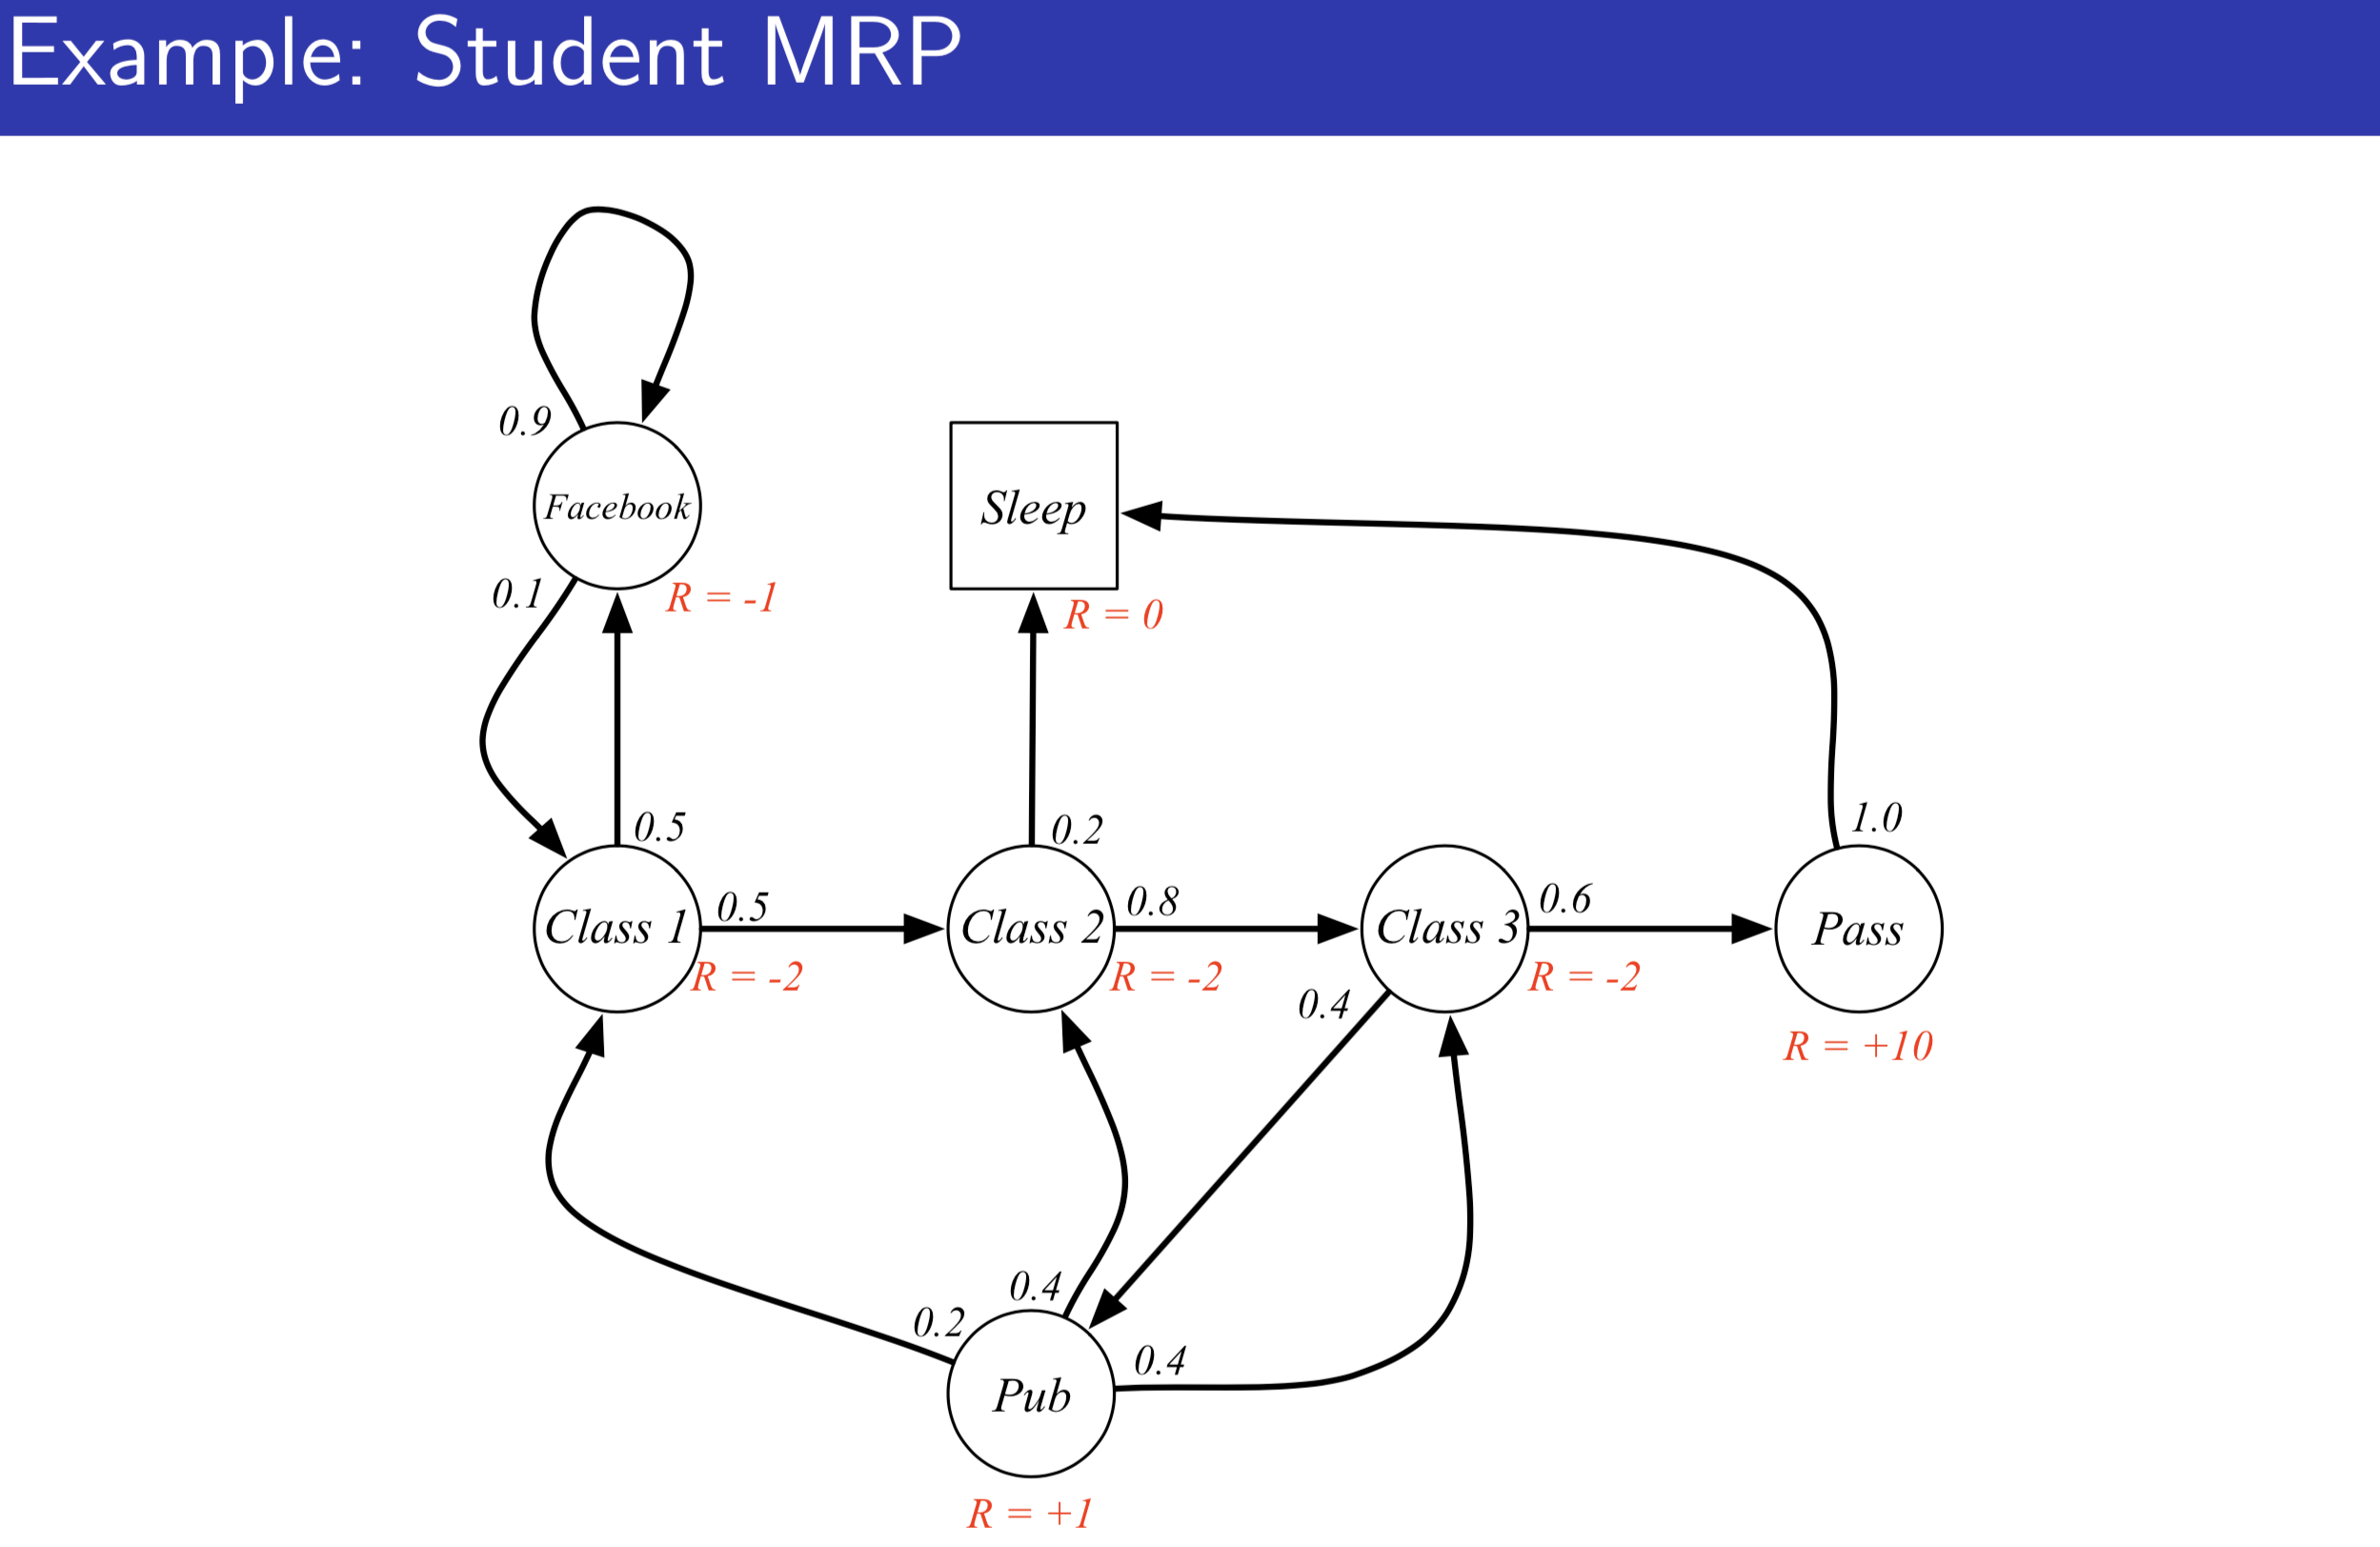 Example: Student MRP
0.9
Facebook
Sleep
0.1
R = -1
R = 0
0.5
0.2
1.0
0.5
0.8
0.6
Class 1
Class 2
Class 3
Pass
R = -2
R = -2
R = -2
0.4
R = +10
0.4
0.2
0.4
Pub
R = +1